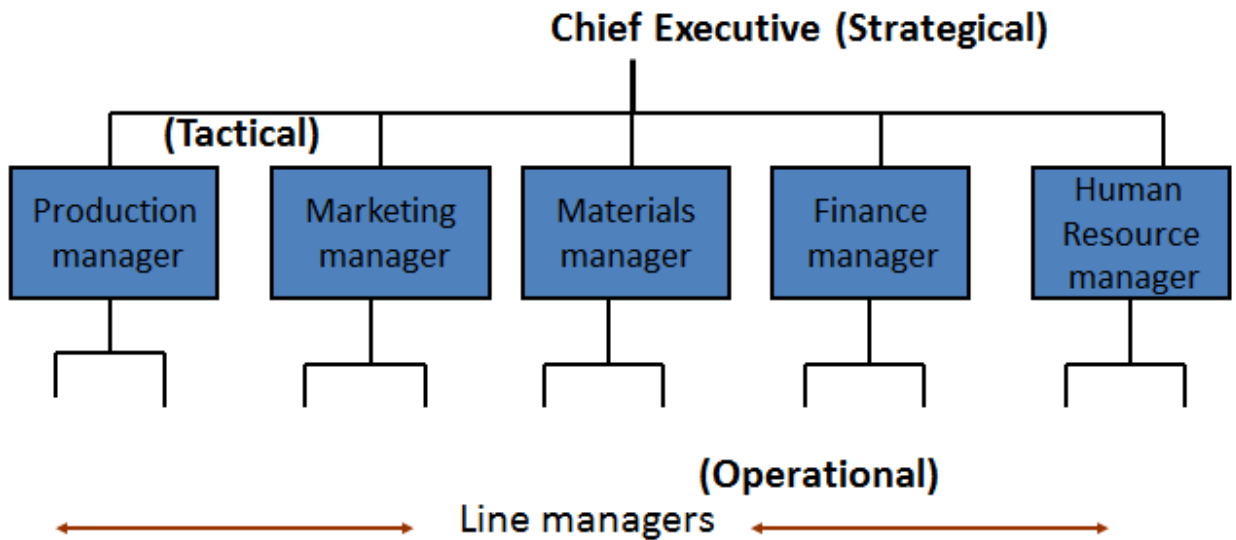 Chief Executive (Strategical)
(Tactical)
Production
manager
Marketing
manager
Materials
manager
Finance
manager
Human
Resource
manager
(Operational)
Line managers